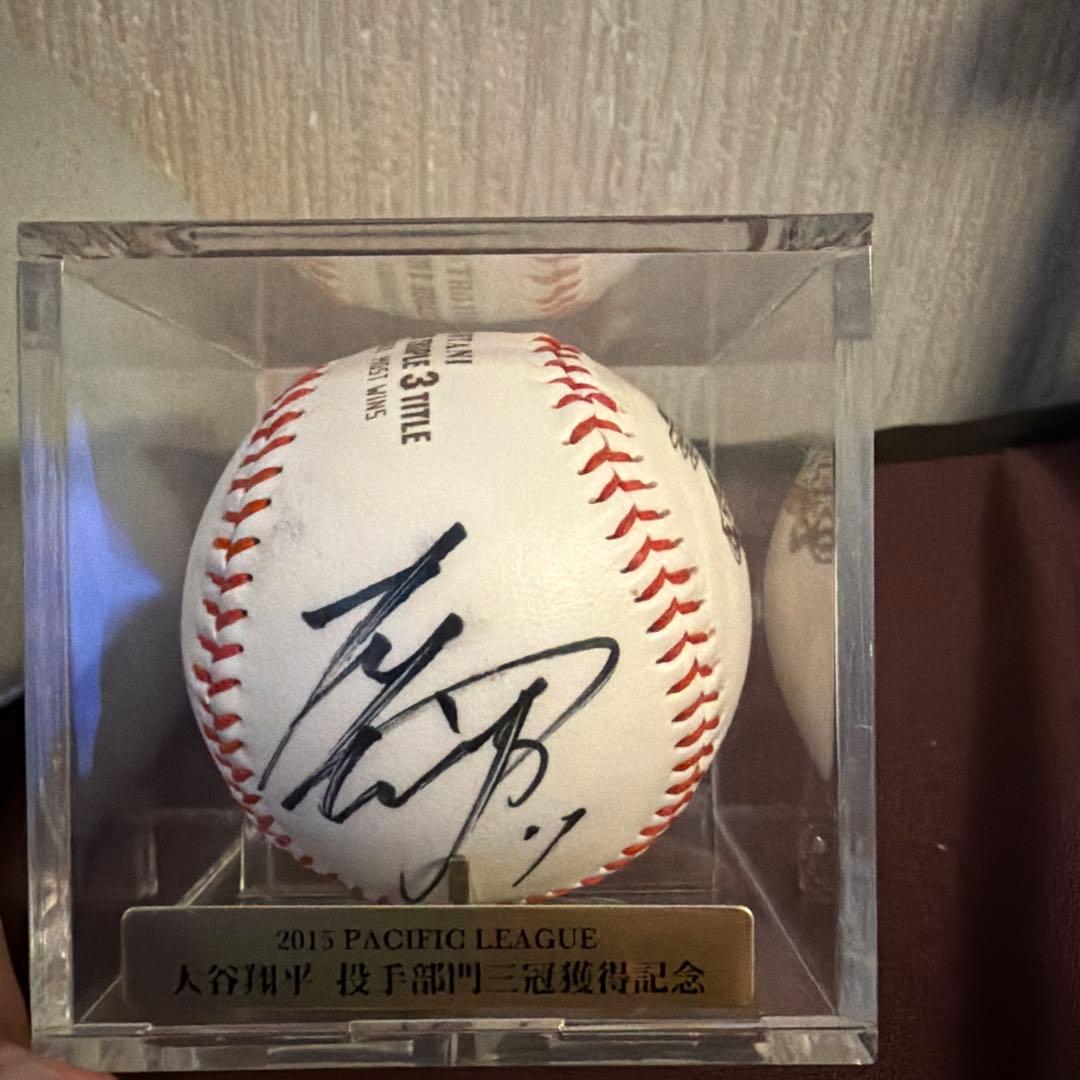 TANI
TRIPLE 3 TITLE
MOST WINS
2015 PACIFIC LEAGUE
大谷翔平 投手部門三冠獲得記念